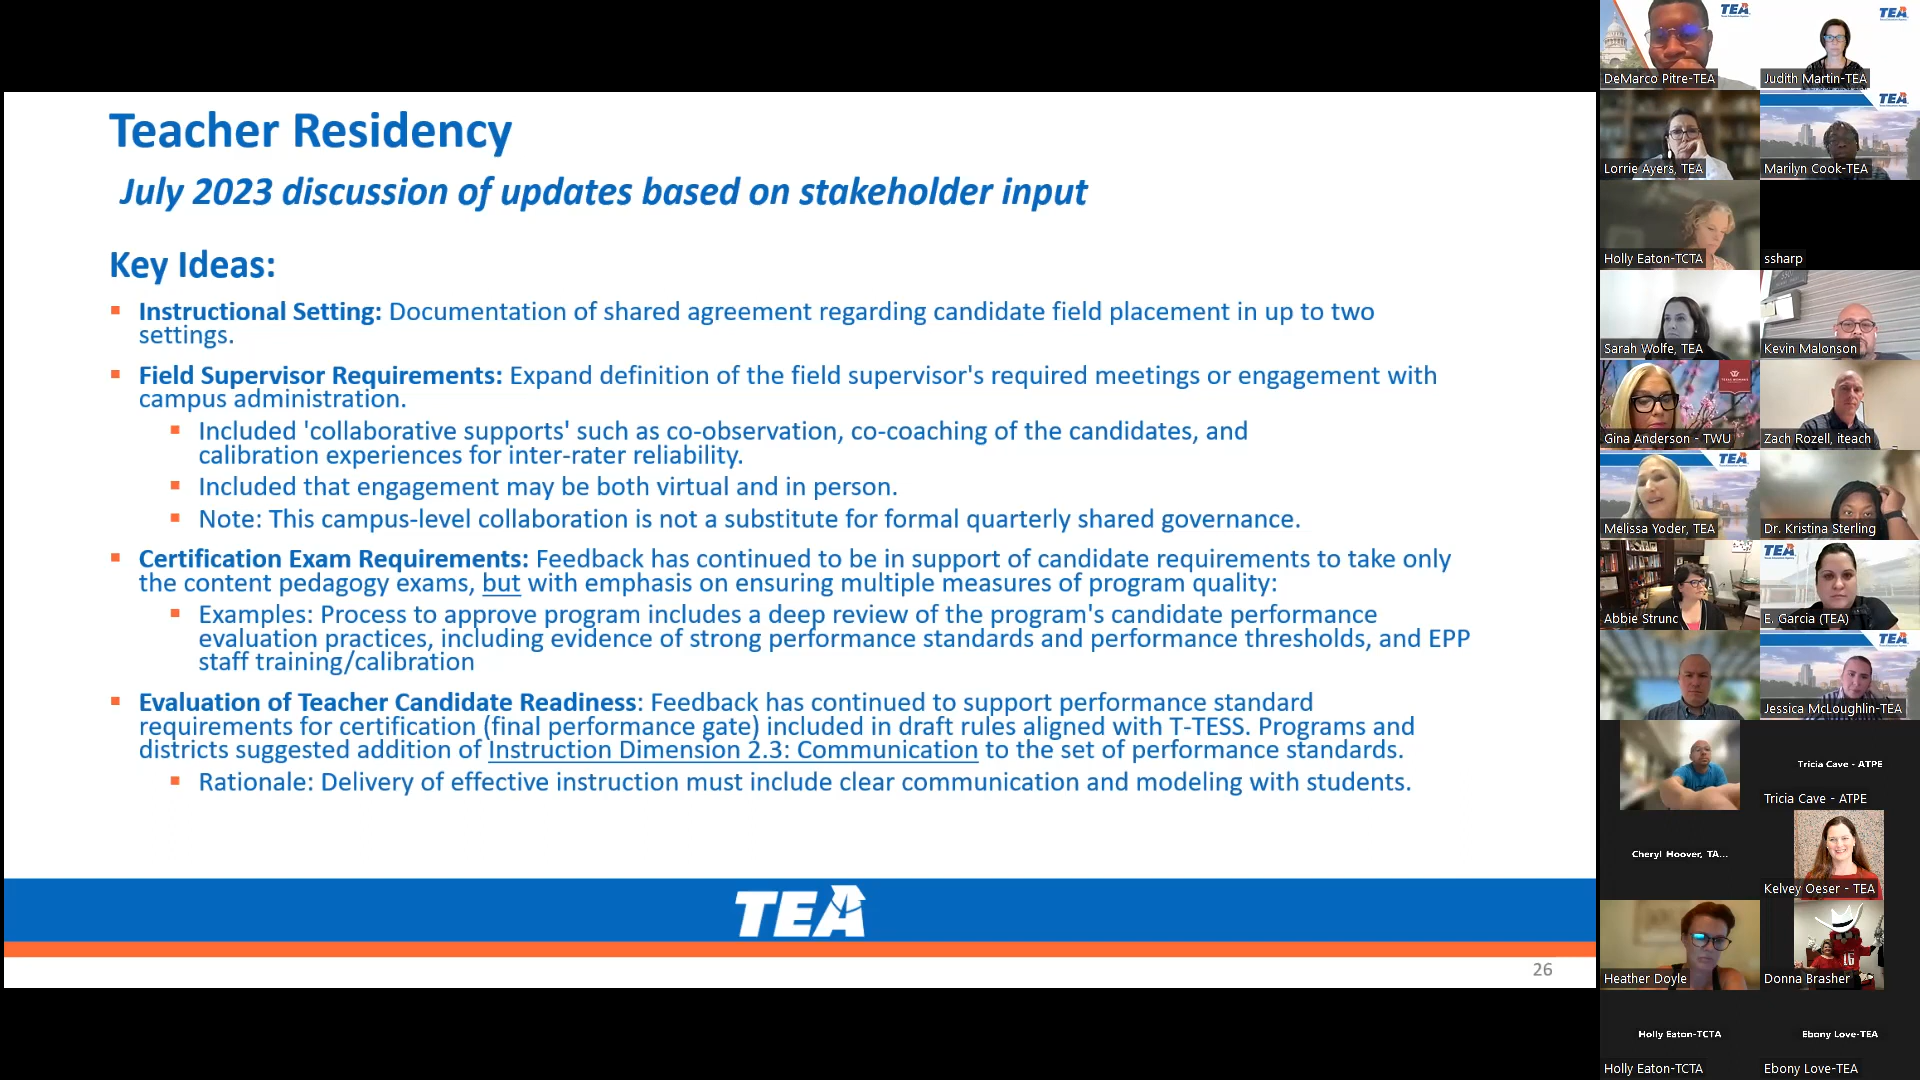 Teacher Residency
July 2023 discussion of updates based on stakeholder input
Key Ideas:
Instructional Setting: Documentation of shared agreement regarding candidate field placement in up to two
settings.
Field Supervisor Requirements: Expand definition of the field supervisor's required meetings or engagement with
campus administration.
Included 'collaborative supports' such as co-observation, co-coaching of the candidates, and
calibration experiences for inter-rater reliability.
Included that engagement may be both virtual and in person.
Note: This campus-level collaboration is not a substitute for formal quarterly shared governance.
Certification Exam Requirements: Feedback has continued to be in support of candidate requirements to take only
the content pedagogy exams, but with emphasis on ensuring multiple measures of program quality:
Examples: Process to approve program includes a deep review of the program's candidate performance
evaluation practices, including evidence of strong performance standards and performance thresholds, and EPP
staff training/calibration
Evaluation of Teacher Candidate Readiness: Feedback has continued to support performance standard
requirements for certification (final performance gate) included in draft rules aligned with T-TESS. Programs and
districts suggested addition of Instruction Dimension 2.3: Communication to the set of performance standards.
Rationale: Delivery of effective instruction must include clear communication and modeling with students.
TEA
26
TEA
DeMarco Pitre-TEA
TEA
Judith Martin-TEA
Lorrie Ayers, TEA
TEA
Marilyn Cook-TEA
Holly Eaton-TCTA
ssharp
Sarah Wolfe, TEA
Kevin Malonson
Gina Anderson - TWU
Zach Rozell, iteach
TEA
Melissa Yoder, TEA
Dr. Kristina Sterling
Abbie Strunc
TEA
E. Garcia (TEA)
TEA
Jessica McLoughlin-TEA
Tricia Cave - ATPE
Tricia Cave - ATPE
Cheryl Hoover, TA...
Kelvey Oeser - TEA
Heather Doyle
16
Donna Brasher
Holly Eaton-TCTA
Holly Eaton-TCTA
Ebony Love-TEA
Ebony Love-TEA